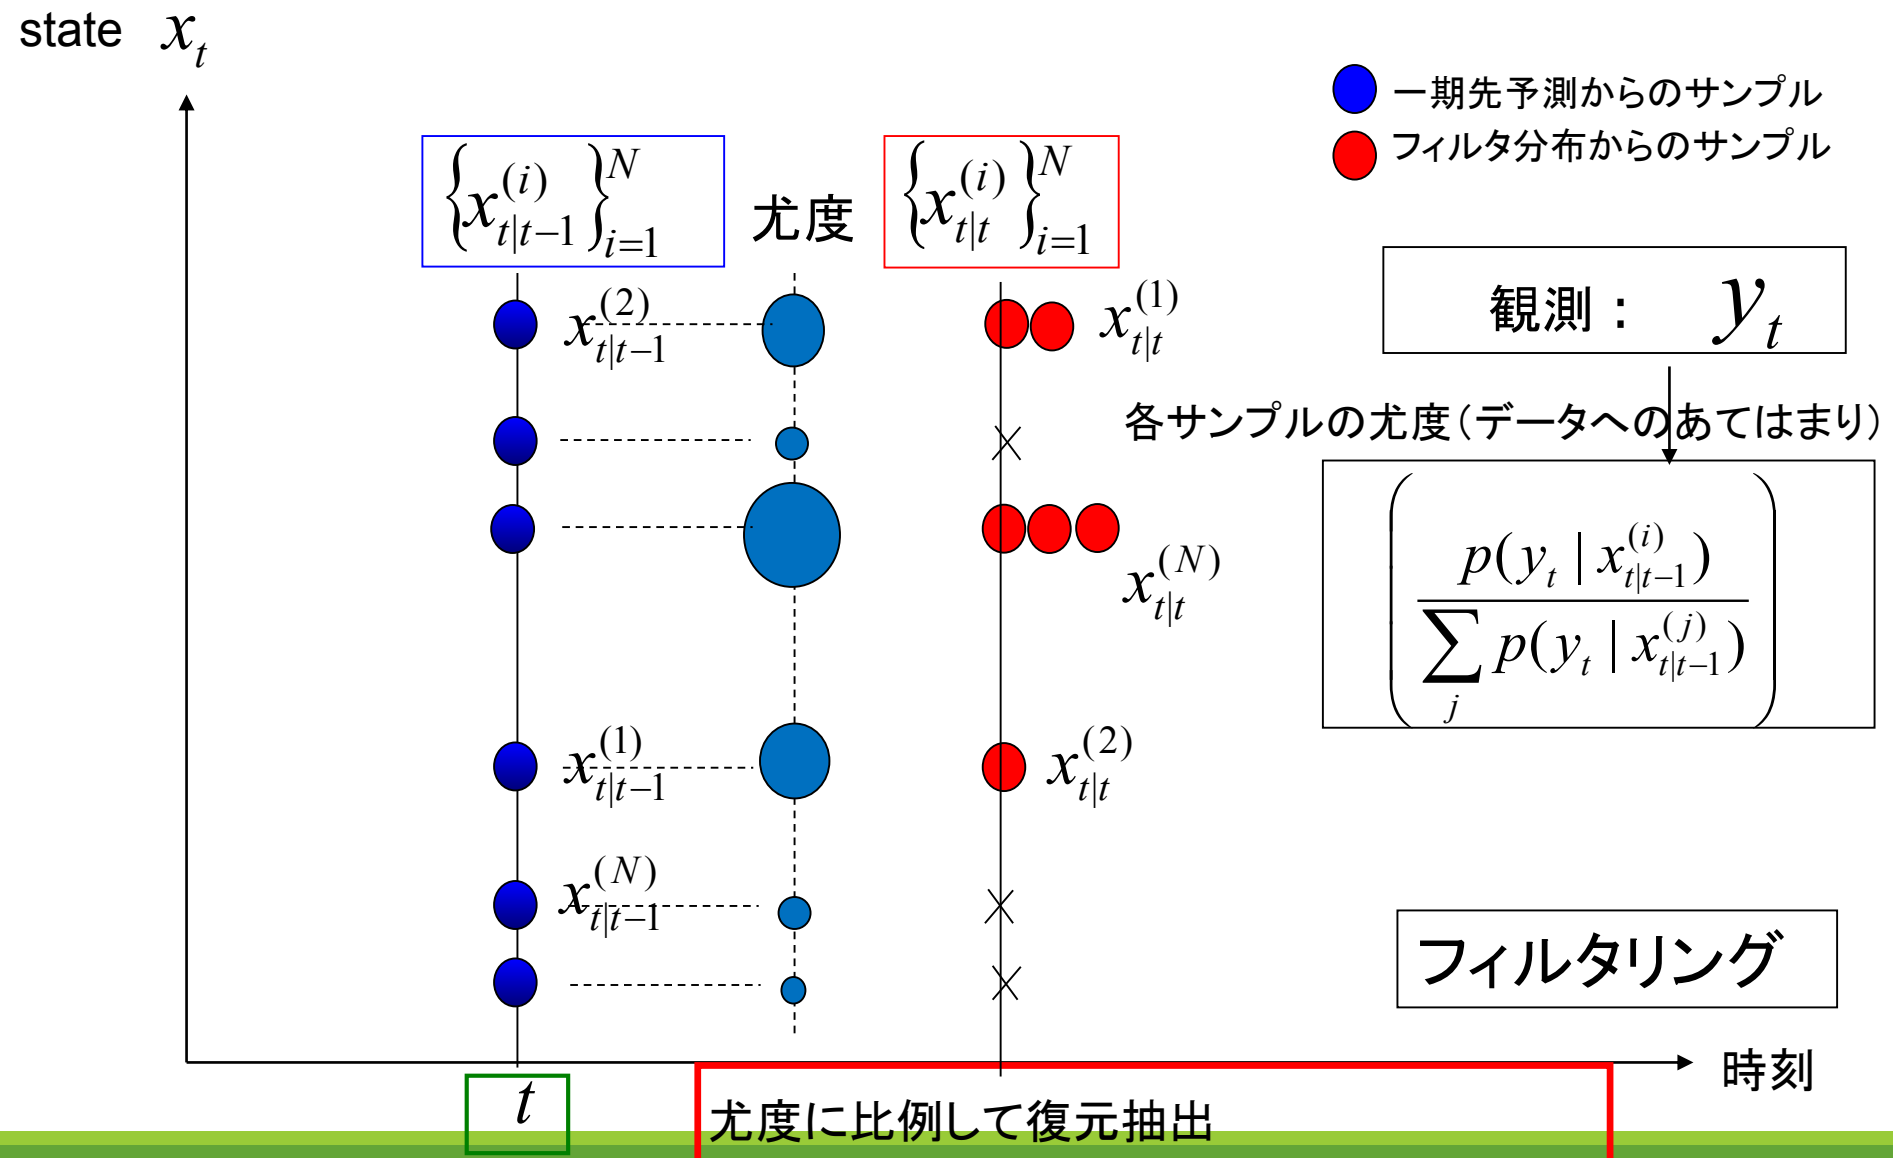 state x_t
一期先予測からのサンプル
フィルタ分布からのサンプル
{x_{t|t-1}^{(i)}}_{i=1}^N 尤度 {x_{t|t}^{(i)}}_{i=1}^N
観測： y_t
x_{t|t-1}^{(2)} x_{t|t}^{(1)}
各サンプルの尤度(データへのあてはまり)
x_{t|t}^{(N)}
(p(y_t | x_{t|t-1}^{(i)}) / ∑_j p(y_t | x_{t|t-1}^{(j)}))
x_{t|t-1}^{(1)} x_{t|t}^{(2)}
x_{t|t-1}^{(N)}
フィルタリング
時刻
t
尤度に比例して復元抽出